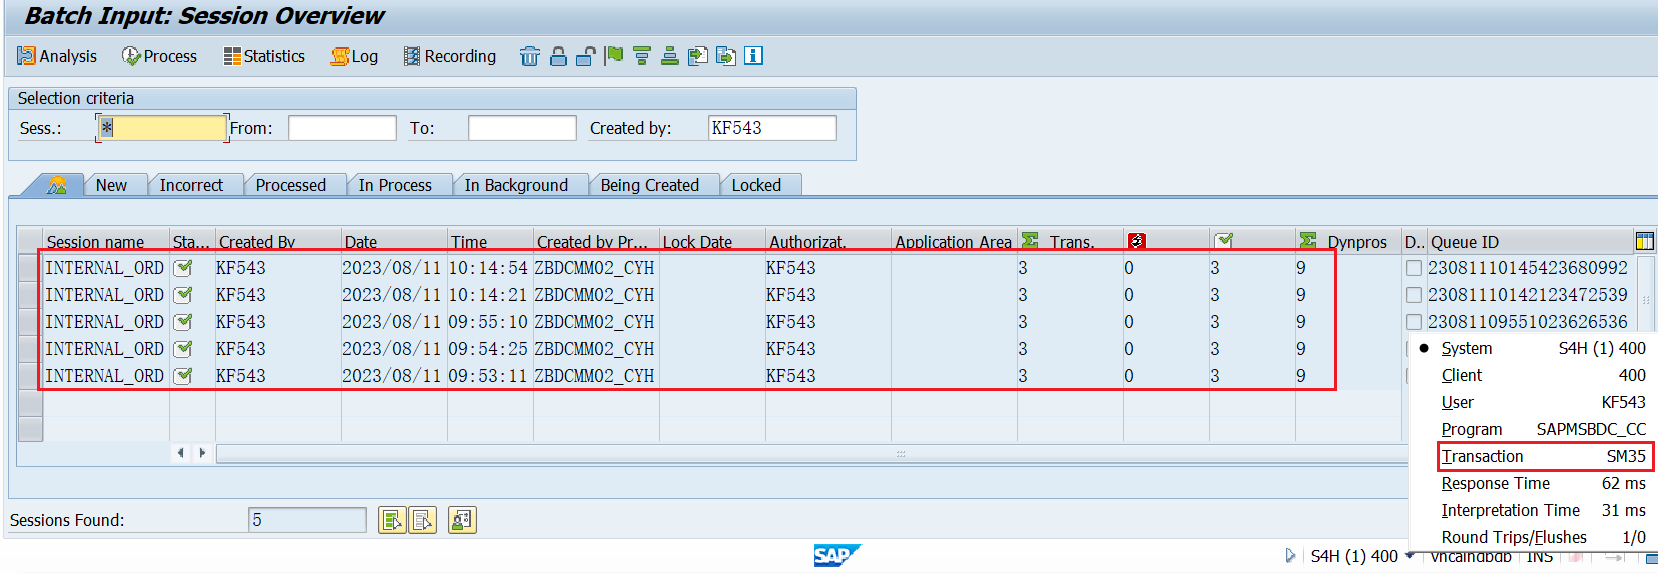 Batch Input: Session Overview
Analysis Process Statistics Log Recording
Selection criteria
Sess.: * From: To: Created by: KF543
New Incorrect Processed In Process In Background Being Created Locked
Session name Sta... Created By Date Time Created by Pr... Lock Date Authorizat. Application Area Trans. Dynpros D.. Queue ID
INTERNAL_ORD KF543 2023/08/11 10:14:54 ZBDCMM02_CYH KF543 3 0 3 9 23081110145423680992
INTERNAL_ORD KF543 2023/08/11 10:14:21 ZBDCMM02_CYH KF543 3 0 3 9 23081110142123472539
INTERNAL_ORD KF543 2023/08/11 09:55:10 ZBDCMM02_CYH KF543 3 0 3 9 23081109551023626536
INTERNAL_ORD KF543 2023/08/11 09:54:25 ZBDCMM02_CYH KF543 3 0 3 9
INTERNAL_ORD KF543 2023/08/11 09:53:11 ZBDCMM02_CYH KF543 3 0 3 9
System S4H (1) 400
Client 400
User KF543
Program SAPMSBDC_CC
Transaction SM35
Response Time 62 ms
Interpretation Time 31 ms
Round Trips/Flushes 1/0
Sessions Found: 5
SAP
S4H (1) 400 vhcalndbdb INS